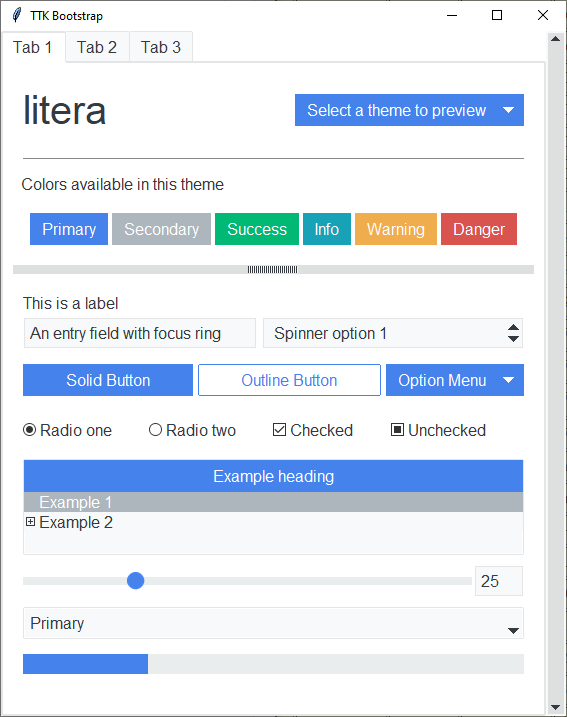 TTK Bootstrap
Tab 1 Tab 2 Tab 3
litera
Select a theme to preview
Colors available in this theme
Primary Secondary Success Info Warning Danger
This is a label
An entry field with focus ring Spinner option 1
Solid Button Outline Button Option Menu
Radio one Radio two Checked Unchecked
Example heading
Example 1
Example 2
25
Primary